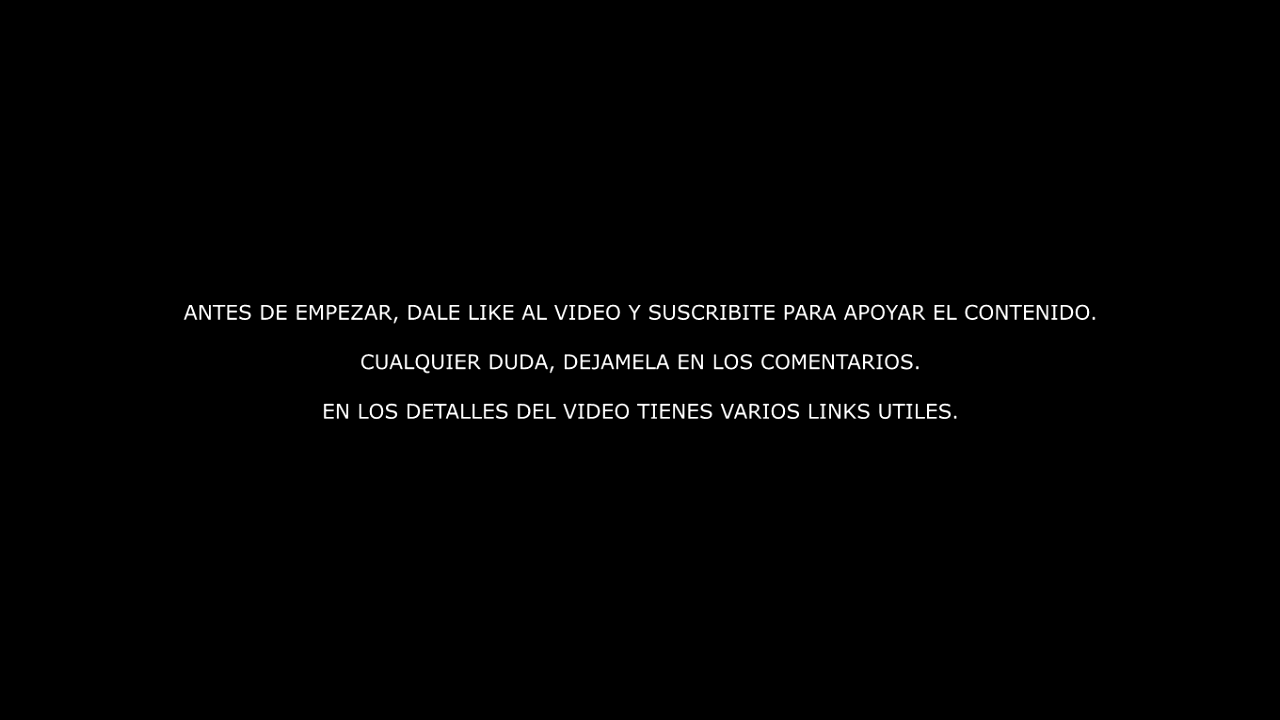 ANTES DE EMPEZAR, DALE LIKE AL VIDEO Y SUSCRIBITE PARA APOYAR EL CONTENIDO.
CUALQUIER DUDA, DEJAMELA EN LOS COMENTARIOS.
EN LOS DETALLES DEL VIDEO TIENES VARIOS LINKS UTILES.